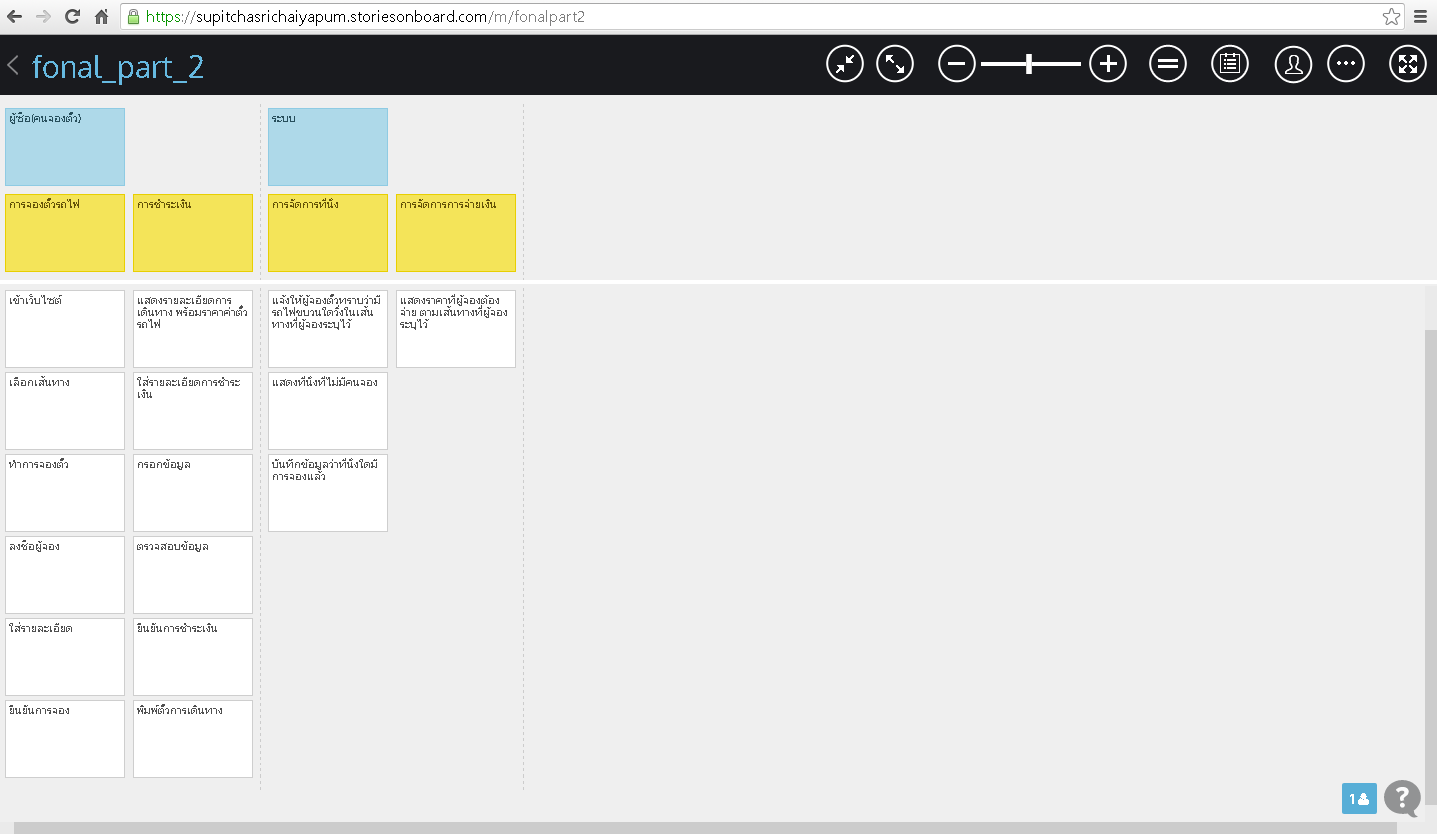 https://supitchasrichaiyapum.storiesonboard.com/m/fonalpart2
fonal_part_2
ผู้ซื้อ(คนจองตั๋ว)
ระบบ
การจองตั๋วรถไฟ
การชำระเงิน
การจัดการที่นั่ง
การจัดการการจ่ายเงิน
เข้าเว็บไซต์
แสดงรายละเอียดการ
เดินทาง พร้อมราคาค่าตั๋ว
รถไฟ
แจ้งให้ผู้จองตั๋วทราบว่ามี
รถไฟขบวนใดวิ่งในเส้น
ทางที่ผู้จองระบุไว้
แสดงราคาที่ผู้จองต้อง
จ่าย ตามเส้นทางที่ผู้จอง
ระบุไว้
เลือกเส้นทาง
ใส่รายละเอียดการชำระ
เงิน
แสดงที่นั่งที่ไม่มีคนจอง
ทำการจองตั๋ว
กรอกข้อมูล
บันทึกข้อมูลว่าที่นั่งใดมี
การจองแล้ว
ลงชื่อผู้จอง
ตรวจสอบข้อมูล
ใส่รายละเอียด
ยืนยันการชำระเงิน
ยืนยันการจอง
พิมพ์ตั๋วการเดินทาง
1
?